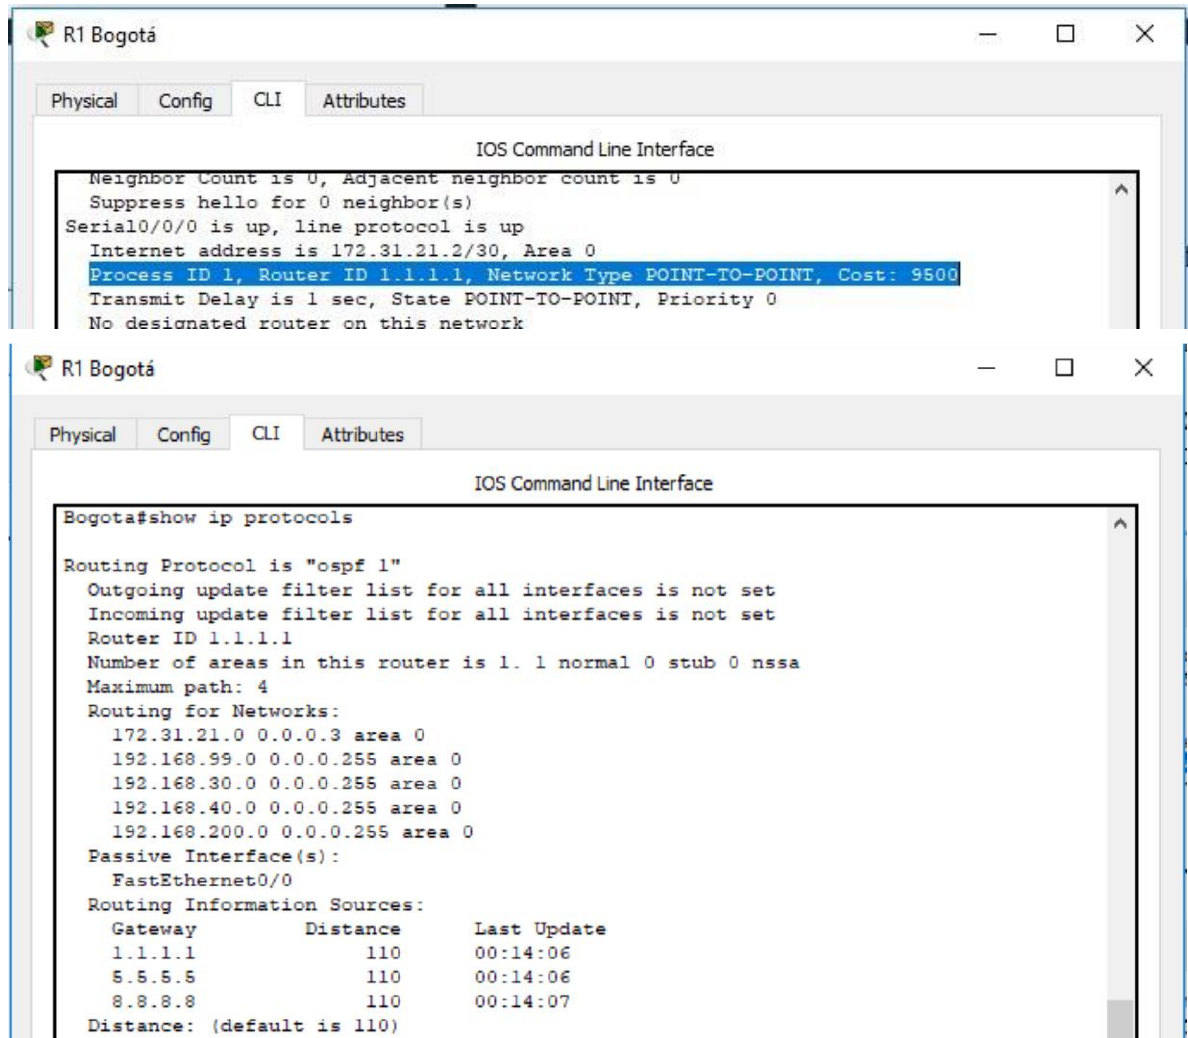 R1 Bogotá
Physical Config CLI Attributes
IOS Command Line Interface
Neighbor Count is 0, Adjacent neighbor count is 0
Suppress hello for 0 neighbor(s)
Serial0/0/0 is up, line protocol is up
Internet address is 172.31.21.2/30, Area 0
Process ID 1, Router ID 1.1.1.1, Network Type POINT-TO-POINT, Cost: 9500
Transmit Delay is 1 sec, State POINT-TO-POINT, Priority 0
No designated router on this network
R1 Bogotá
Physical Config CLI Attributes
IOS Command Line Interface
Bogota#show ip protocols
Routing Protocol is "ospf 1"
Outgoing update filter list for all interfaces is not set
Incoming update filter list for all interfaces is not set
Router ID 1.1.1.1
Number of areas in this router is 1. 1 normal 0 stub 0 nssa
Maximum path: 4
Routing for Networks:
172.31.21.0 0.0.0.3 area 0
192.168.99.0 0.0.0.255 area 0
192.168.30.0 0.0.0.255 area 0
192.168.40.0 0.0.0.255 area 0
192.168.200.0 0.0.0.255 area 0
Passive Interface(s):
FastEthernet0/0
Routing Information Sources:
Gateway Distance Last Update
1.1.1.1 110 00:14:06
5.5.5.5 110 00:14:06
8.8.8.8 110 00:14:07
Distance: (default is 110)